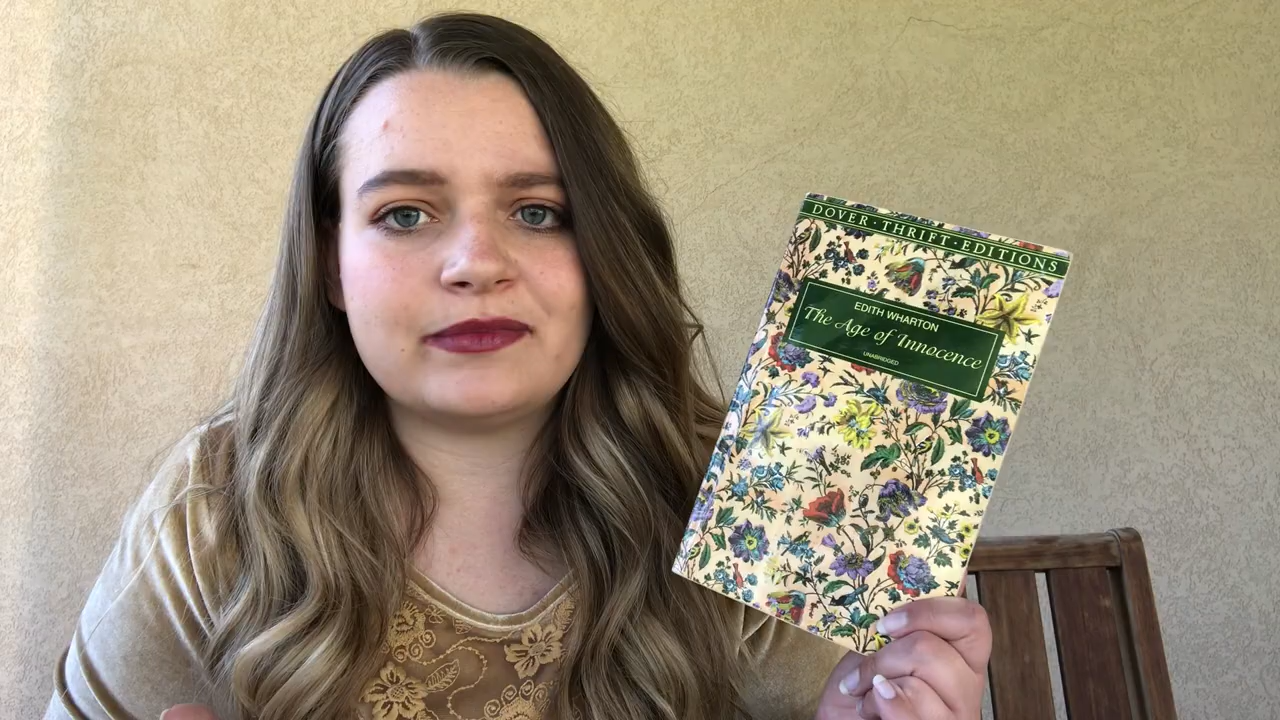 DOVER · THRIFT · EDITIONS
EDITH WHARTON
The Age of Innocence
UNABRIDGED